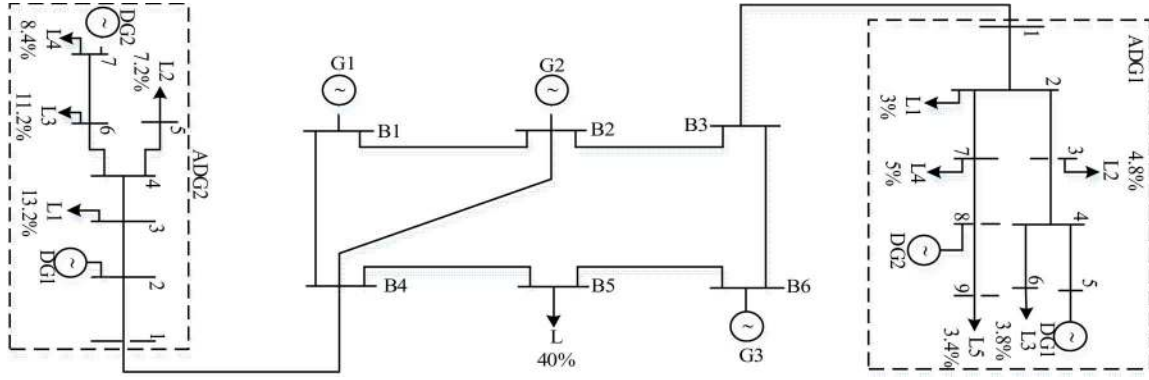 DG2
L4
8.4%
7
L2
7.2%
L3
11.2%
6
5
ADG2
4
L1
13.2%
3
DG1
2
1
G1
G2
B1
B2
B3
B4
B5
B6
L
40%
G3
ADG1
1
2
L1
3%
7
3
L2
4.8%
L4
5%
8
4
DG2
9
6
5
L5
3.4%
L3
3.8%
DG1
~
~
~
~
~
~
~